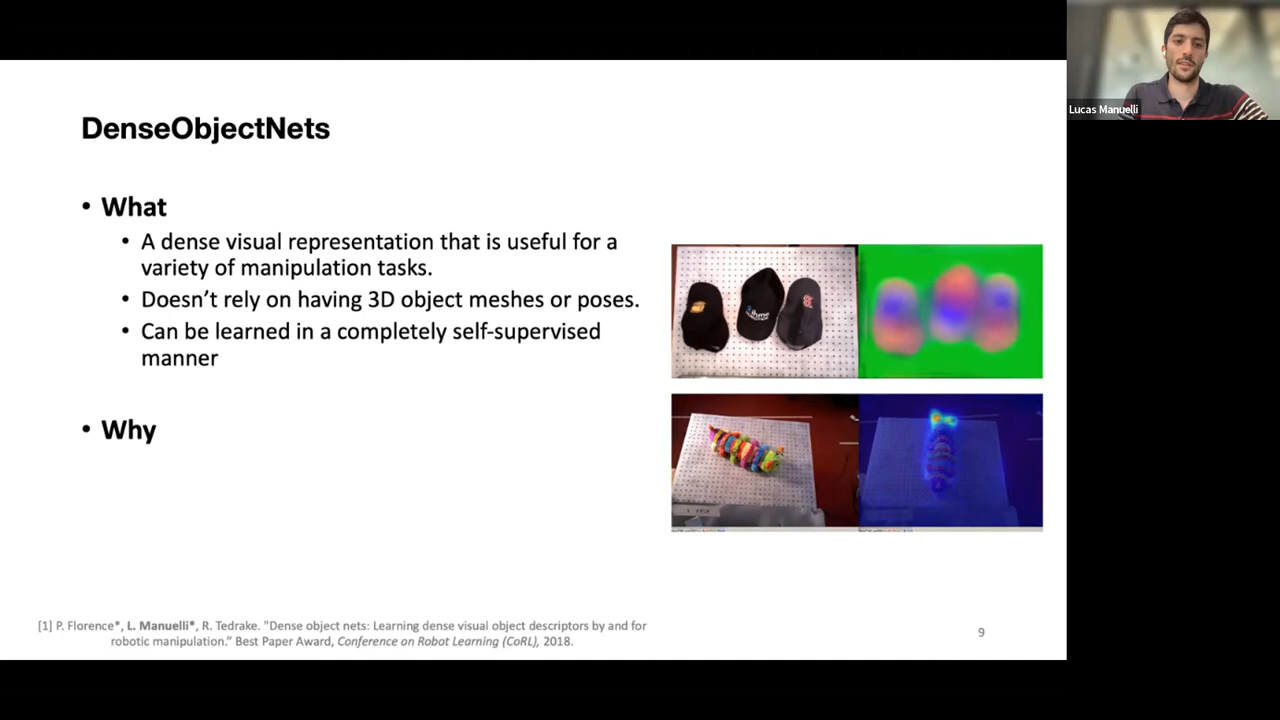 Lucas Manuelli
DenseObjectNets
• What
• A dense visual representation that is useful for a
variety of manipulation tasks.
• Doesn’t rely on having 3D object meshes or poses.
• Can be learned in a completely self-supervised
manner
• Why
[1] P. Florence*, L. Manuelli*, R. Tedrake. "Dense object nets: Learning dense visual object descriptors by and for
robotic manipulation.” Best Paper Award, Conference on Robot Learning (CoRL), 2018.
9